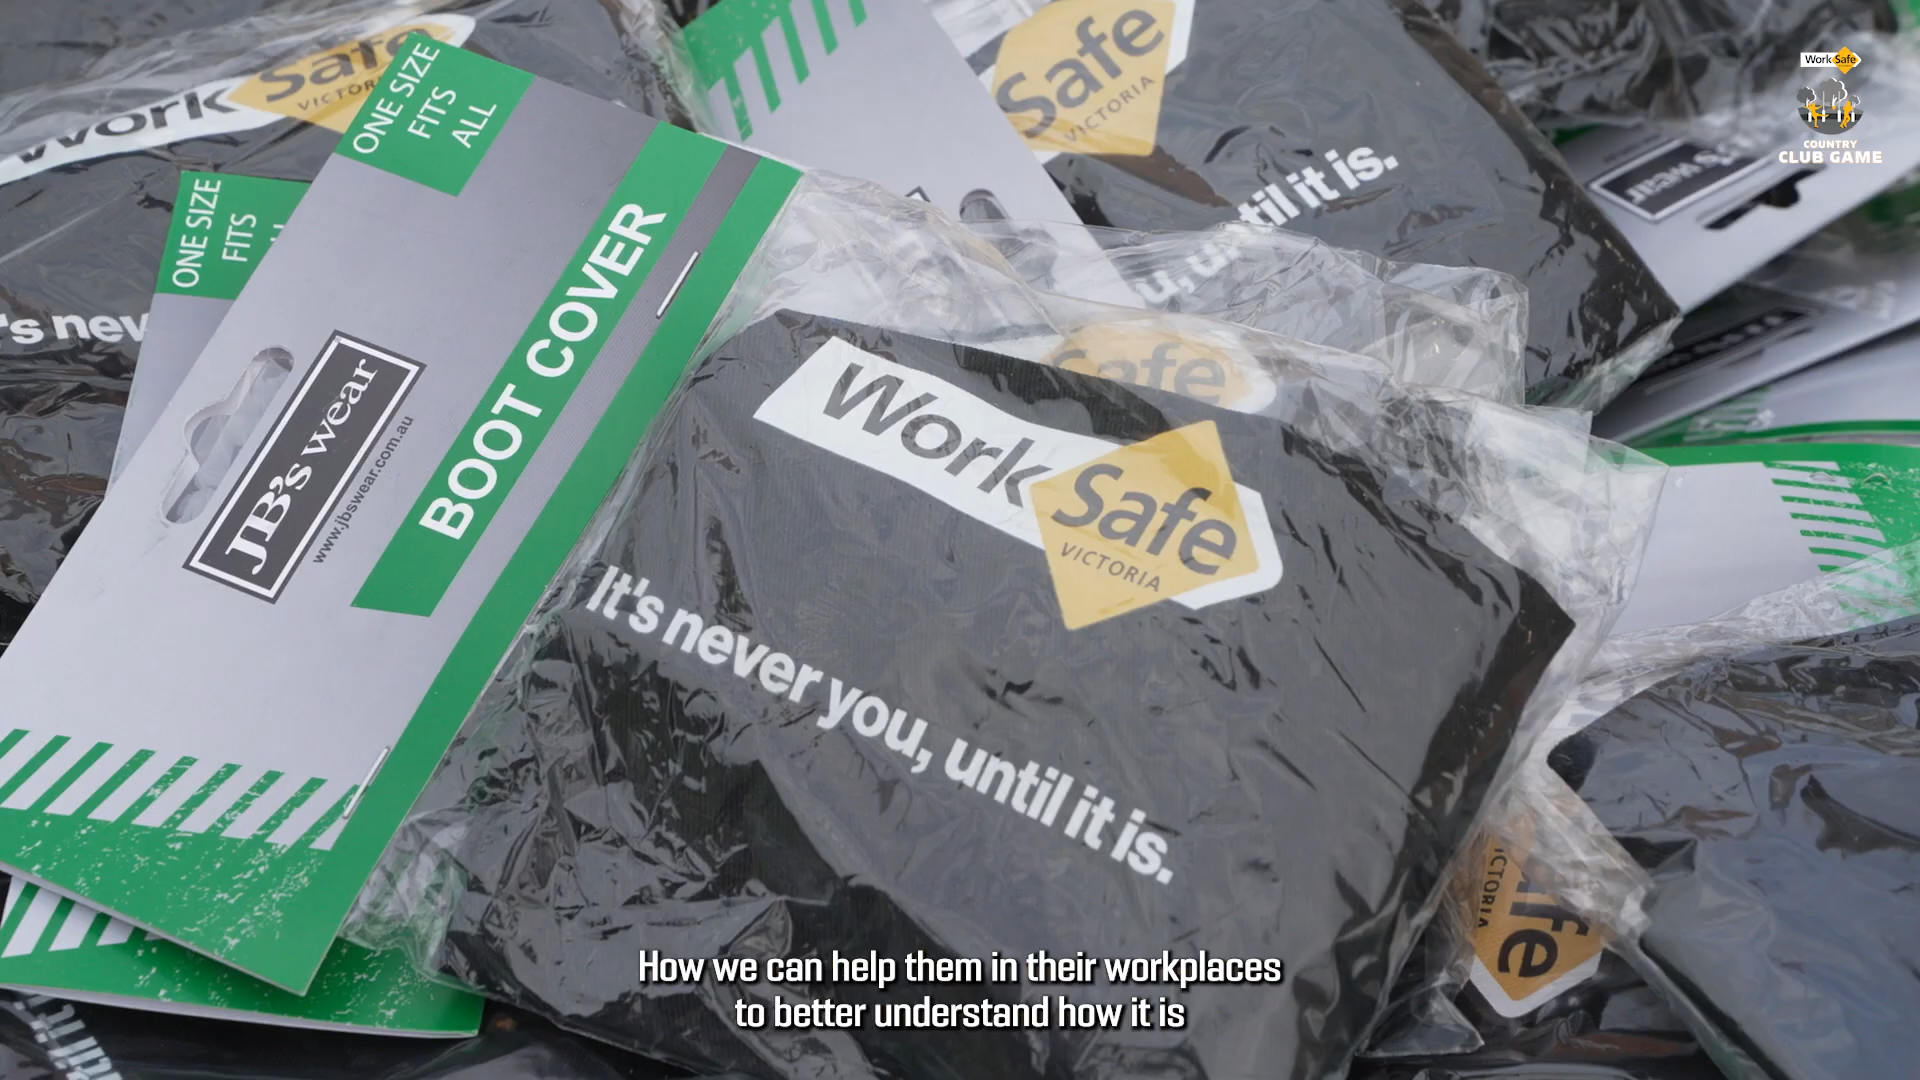 Work Safe
VICTORIA
ONE SIZE
FITS
ALL
Safe
VICTORIA
until it is.
Work Safe
COUNTRY
CLUB GAME
ONE SIZE
FITS
's nev
JB's wear
www.jbswear.com.au
BOOT COVER
Safe
Work Safe
VICTORIA
It's never you, until it is.
How we can help them in their workplaces
to better understand how it is